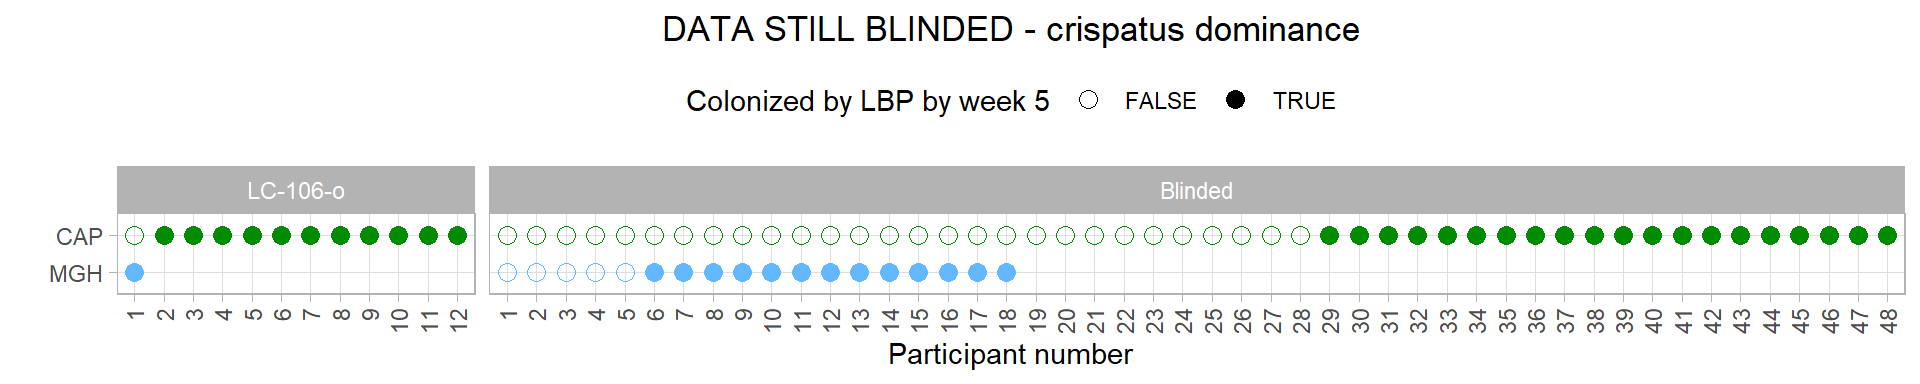 DATA STILL BLINDED - crispatus dominance
Colonized by LBP by week 5 FALSE TRUE
LC-106-o Blinded
CAP
MGH
1 2 3 4 5 6 7 8 9 10 11 12 1 2 3 4 5 6 7 8 9 10 11 12 13 14 15 16 17 18 19 20 21 22 23 24 25 26 27 28 29 30 31 32 33 34 35 36 37 38 39 40 41 42 43 44 45 46 47 48
Participant number